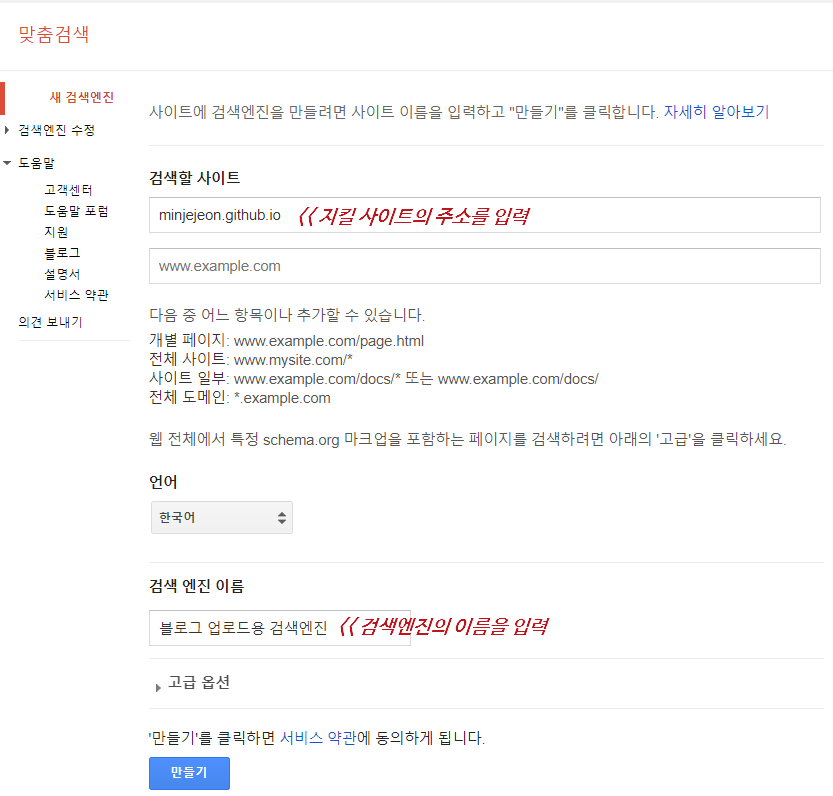 맞춤검색
새 검색엔진
검색엔진 수정
도움말
고객센터
도움말 포럼
지원
블로그
설명서
서비스 약관
의견 보내기
사이트에 검색엔진을 만들려면 사이트 이름을 입력하고 "만들기"를 클릭합니다. 자세히 알아보기
검색할 사이트
minjejeon.github.io << 지킬 사이트의 주소를 입력
www.example.com
다음 중 어느 항목이나 추가할 수 있습니다.
개별 페이지: www.example.com/page.html
전체 사이트: www.mysite.com/*
사이트 일부: www.example.com/docs/* 또는 www.example.com/docs/
전체 도메인: *.example.com
웹 전체에서 특정 schema.org 마크업을 포함하는 페이지를 검색하려면 아래의 '고급'을 클릭하세요.
언어
한국어
검색 엔진 이름
블로그 업로드용 검색엔진 << 검색엔진의 이름을 입력
고급 옵션
'만들기'를 클릭하면 서비스 약관에 동의하게 됩니다.
만들기